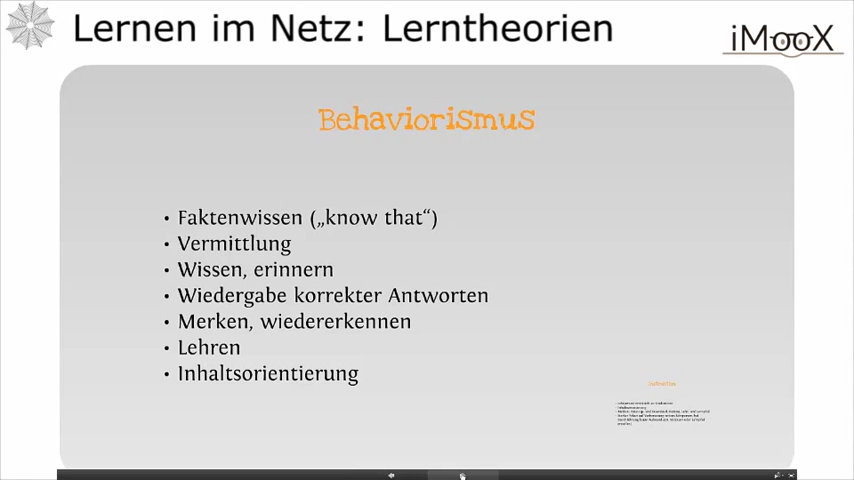 Lernen im Netz: Lerntheorien
iMooX
Behaviorismus
• Faktenwissen („know that“)
• Vermittlung
• Wissen, erinnern
• Wiedergabe korrekter Antworten
• Merken, wiedererkennen
• Lehren
• Inhaltsorientierung